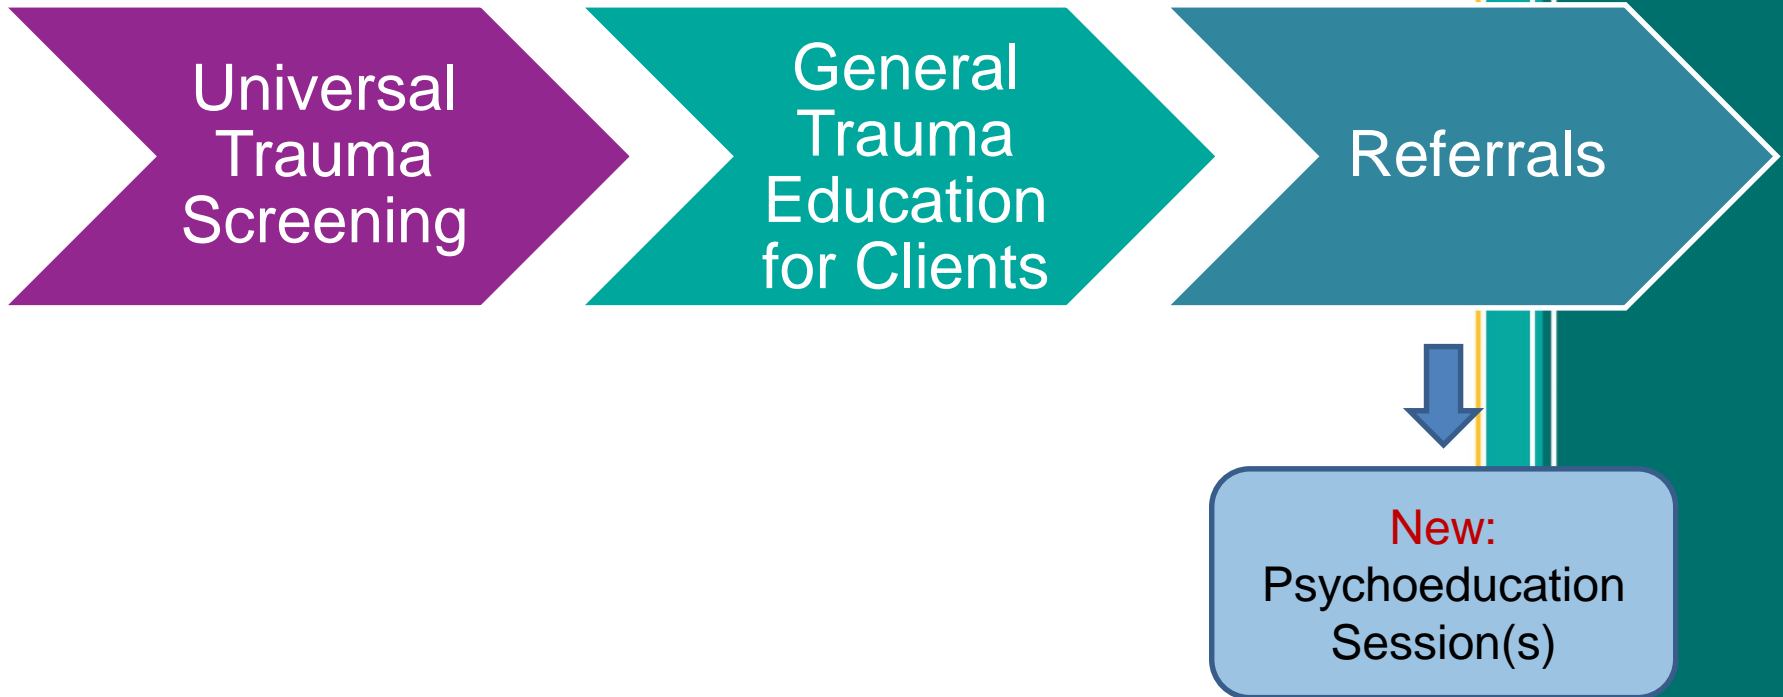 Universal
Trauma
Screening
General
Trauma
Education
for Clients
Referrals
New:
Psychoeducation
Session(s)